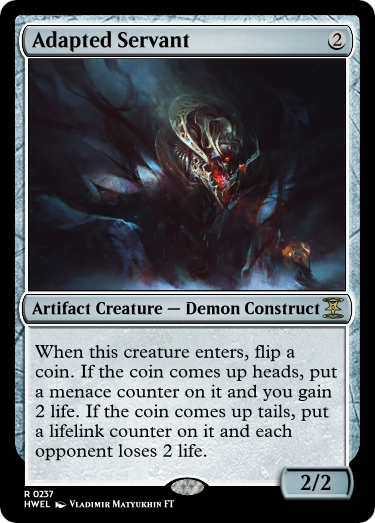 Adapted Servant 2
Artifact Creature — Demon Construct
When this creature enters, flip a
coin. If the coin comes up heads, put
a menace counter on it and you gain
2 life. If the coin comes up tails, put
a lifelink counter on it and each
opponent loses 2 life.
2/2
R 0237
HWEL Vladimir Matyukhin FT